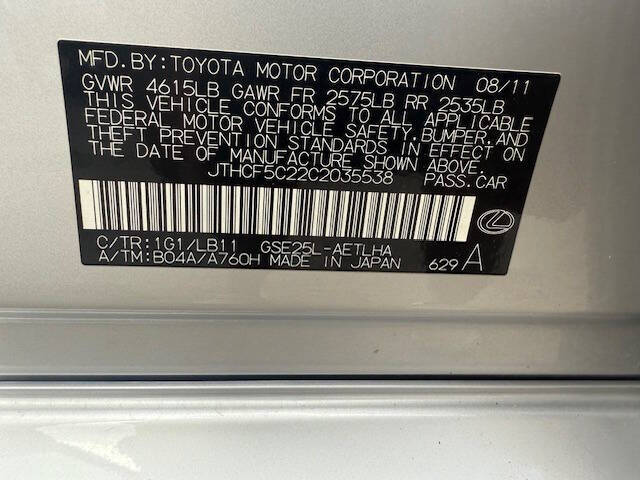 MFD.BY:TOYOTA MOTOR CORPORATION 08/11
GVWR 4615LB GAWR FR 2575LB RR 2535LB
THIS VEHICLE CONFORMS TO ALL APPLICABLE
FEDERAL MOTOR VEHICLE SAFETY,BUMPER,AND
THEFT PREVENTION STANDARDS IN EFFECT ON
THE DATE OF MANUFACTURE SHOWN ABOVE.
JTHCF5C22C2035538 PASS.CAR
C/TR:1G1/LB11 GSE25L-AETLHA
A/TM:B04A/A760H MADE IN JAPAN 629 A